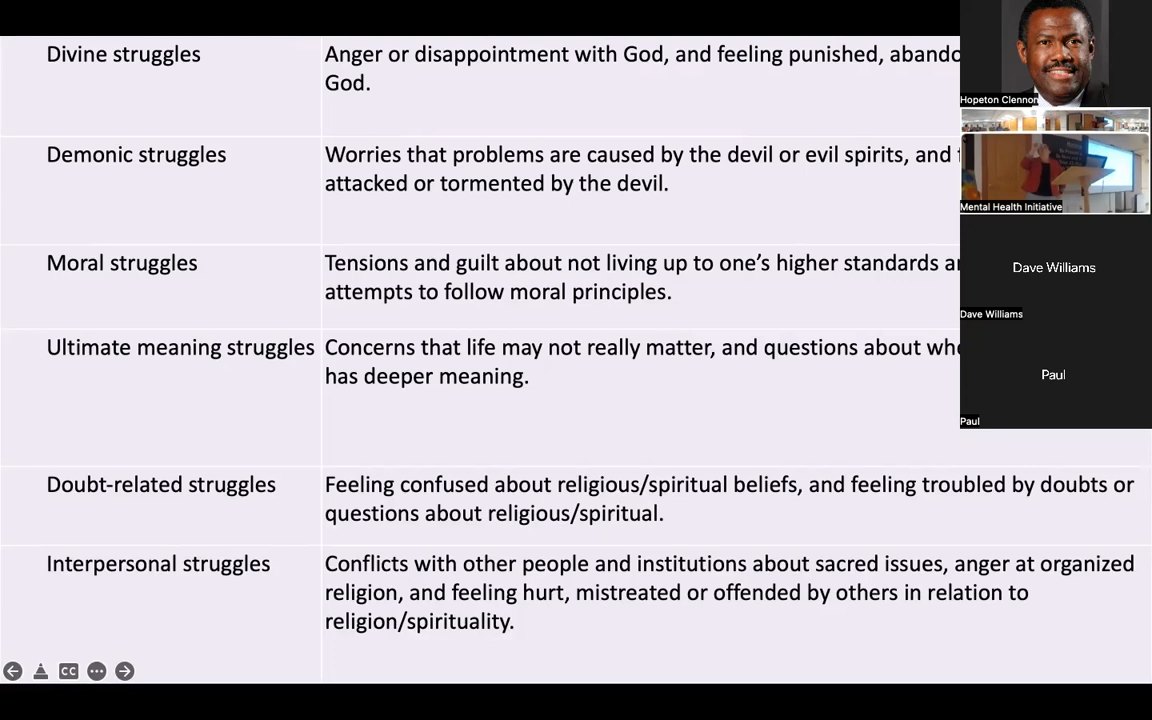 Divine struggles
Anger or disappointment with God, and feeling punished,
God.
Demonic struggles
Worries that problems are caused by the devil or evil spirits, and
attacked or tormented by the devil.
Moral struggles
Tensions and guilt about not living up to one’s higher standards
attempts to follow moral principles.
Ultimate meaning struggles
Concerns that life may not really matter, and questions about
has deeper meaning.
Doubt-related struggles
Feeling confused about religious/spiritual beliefs, and feeling troubled by doubts or
questions about religious/spiritual.
Interpersonal struggles
Conflicts with other people and institutions about sacred issues, anger at organized
religion, and feeling hurt, mistreated or offended by others in relation to
religion/spirituality.
CC
Hopeton Clennon
Mental Health Initiative
Dave Williams
Dave Williams
Paul
Paul